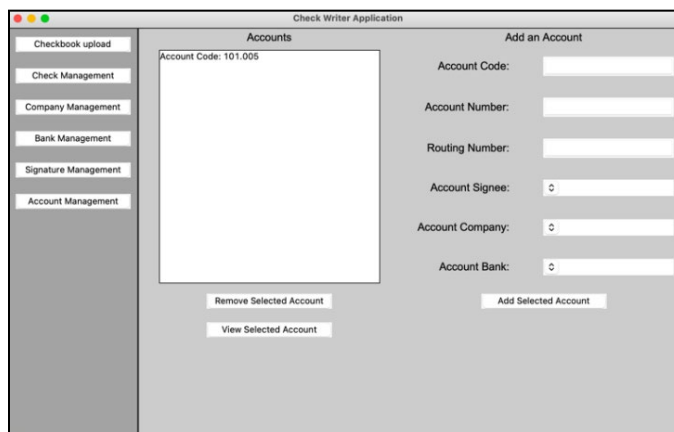 Check Writer Application
Checkbook upload
Check Management
Company Management
Bank Management
Signature Management
Account Management
Accounts
Account Code: 101.005
Remove Selected Account
View Selected Account
Add an Account
Account Code:
Account Number:
Routing Number:
Account Signee:
Account Company:
Account Bank:
Add Selected Account